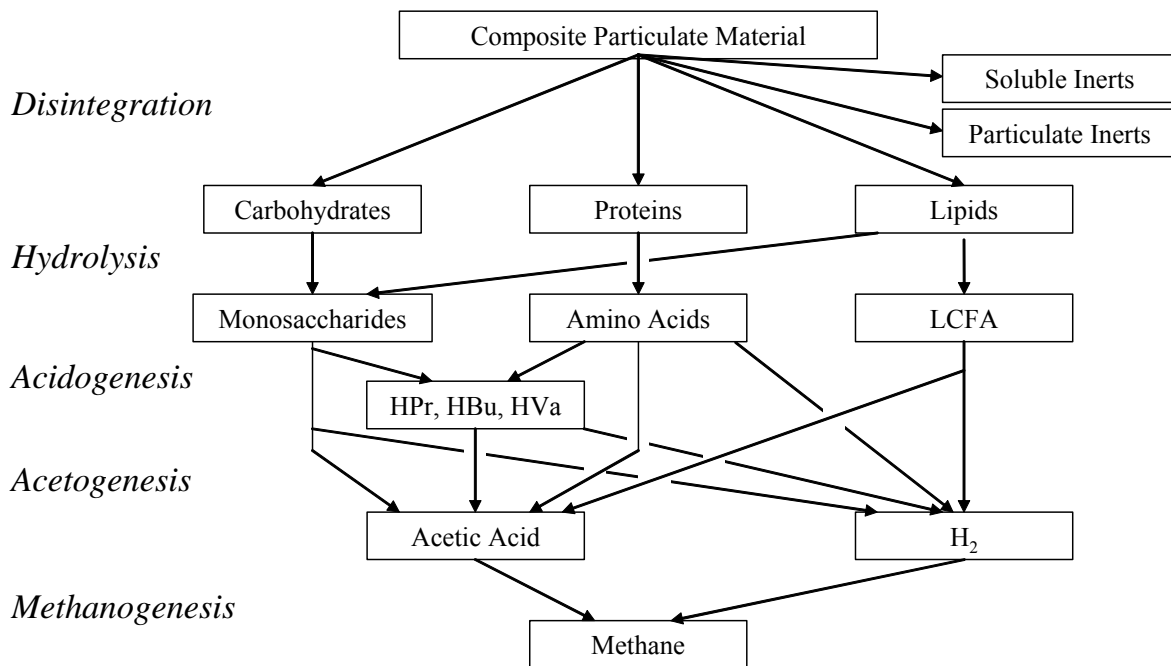 Composite Particulate Material
Soluble Inerts
Disintegration
Particulate Inerts
Carbohydrates
Proteins
Lipids
Hydrolysis
Monosaccharides
Amino Acids
LCFA
Acidogenesis
HPr, HBu, HVa
Acetogenesis
Acetic Acid
H₂
Methanogenesis
Methane